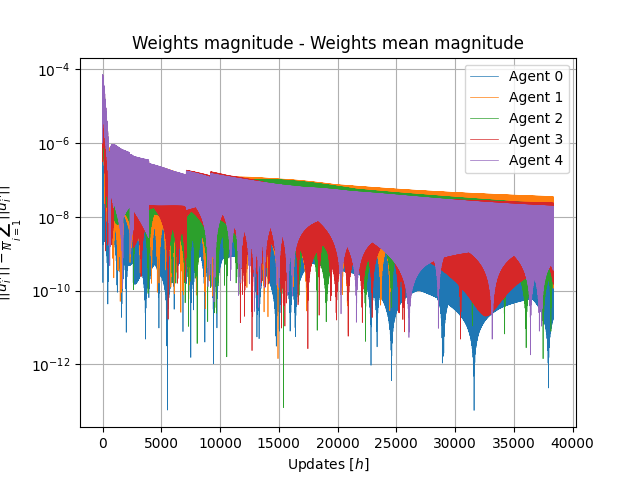 Weights magnitude - Weights mean magnitude
Agent 0
Agent 1
Agent 2
Agent 3
Agent 4
10⁻⁴
10⁻⁶
10⁻⁸
10⁻¹⁰
10⁻¹²
0 5000 10000 15000 20000 25000 30000 35000 40000
Updates [h]